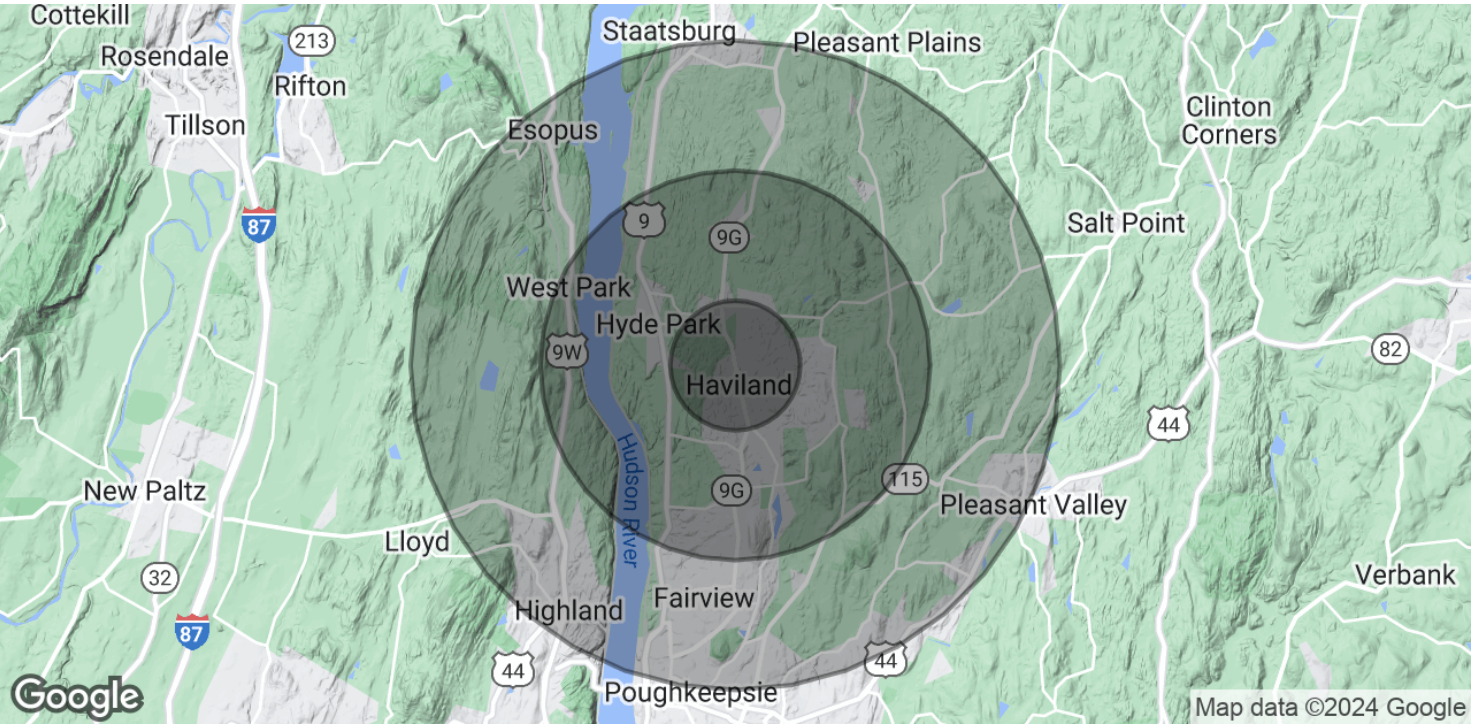 Cottekill
Staatsburg
213
Pleasant Plains
Rosendale
Rifton
Clinton
Corners
Tillson
Esopus
87
9
9G
Salt Point
West Park
Hyde Park
9W
82
Haviland
44
Hudson River
115
9G
New Paltz
Pleasant Valley
Lloyd
32
Verbank
Fairview
Highland
87
44
44
Poughkeepsie
Google
Map data ©2024 Google